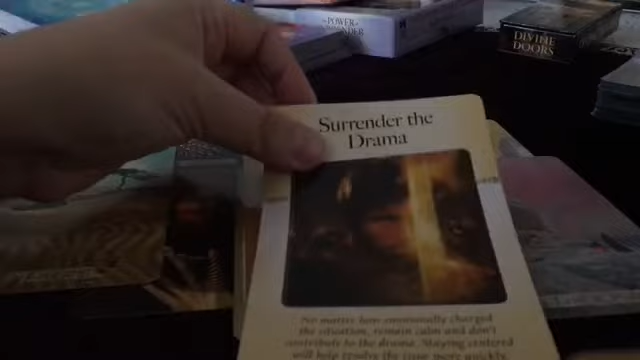 POWER
DIVINE
DOORS
Surrender the
Drama
No matter how emotionally charged
the situation, remain calm and don't
contribute to the drama. Staying centered
will help resolve the issue more quickly